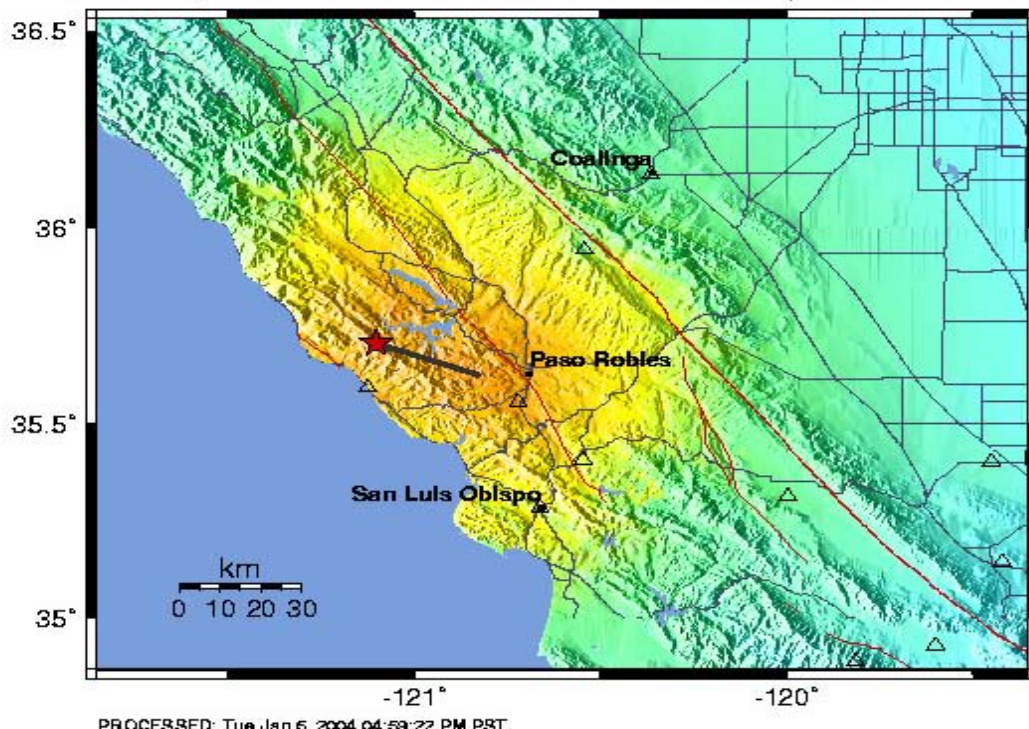 36.5°
Coalinga
36°
Paso Robles
35.5°
San Luis Obispo
km
0 10 20 30
35°
-121° -120°
PROCESSED: Tue Jan 6, 2004 04:59:22 PM PST